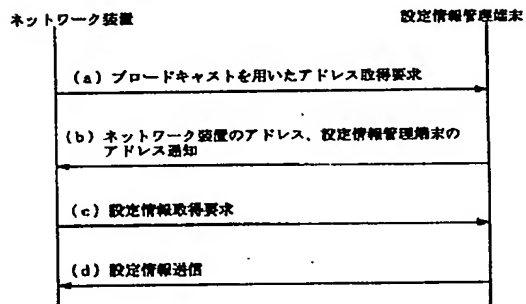 ネットワーク装置
設定情報管理端末
(a) ブロードキャストを用いたアドレス取得要求
(b) ネットワーク装置のアドレス、設定情報管理端末の
アドレス通知
(c) 設定情報取得要求
(d) 設定情報送信